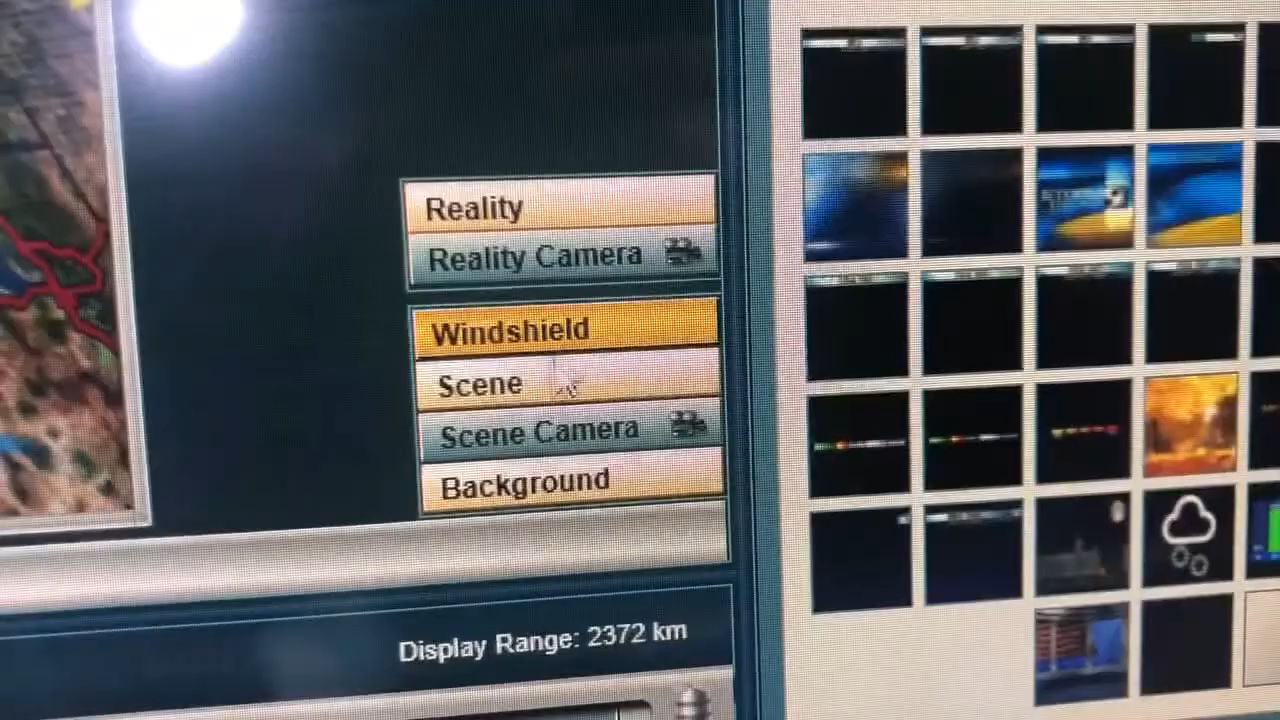 Reality
Reality Camera
Windshield
Scene
Scene Camera
Background
Display Range: 2372 km